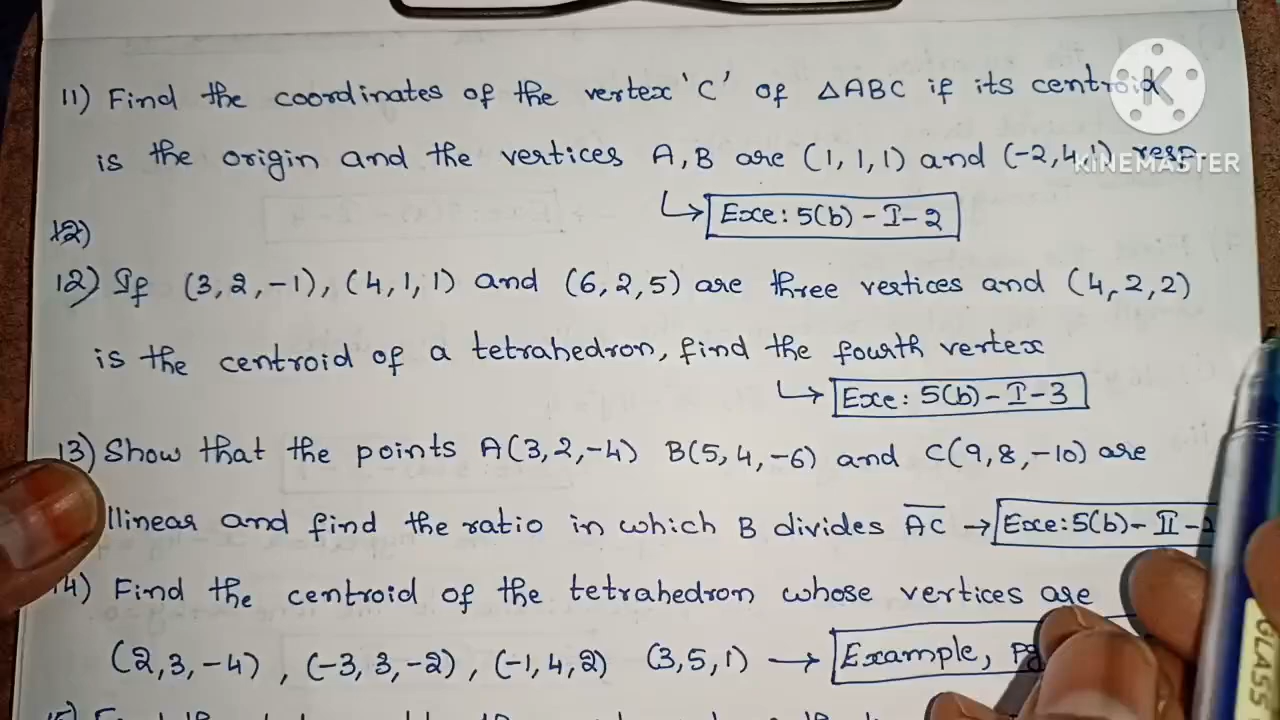 11) Find the coordinates of the vertex 'C' of △ABC if its centroid
is the origin and the vertices A, B are (1, 1, 1) and (-2, 4, 1) resp
KINEMASTER
↳ Exe: 5(b) - I - 2
12)
12) If (3, 2, -1), (4, 1, 1) and (6, 2, 5) are three vertices and (4, 2, 2)
is the centroid of a tetrahedron, find the fourth vertex
↳ Exe: 5(b) - I - 3
13) Show that the points A(3, 2, -4) B(5, 4, -6) and C(9, 8, -10) are
llinear and find the ratio in which B divides A̅C̅ → Exe: 5(b) - II - 2
14) Find the centroid of the tetrahedron whose vertices are
(2, 3, -4), (-3, 3, -2), (-1, 4, 2) (3, 5, 1) → Example, Pg
GLASS